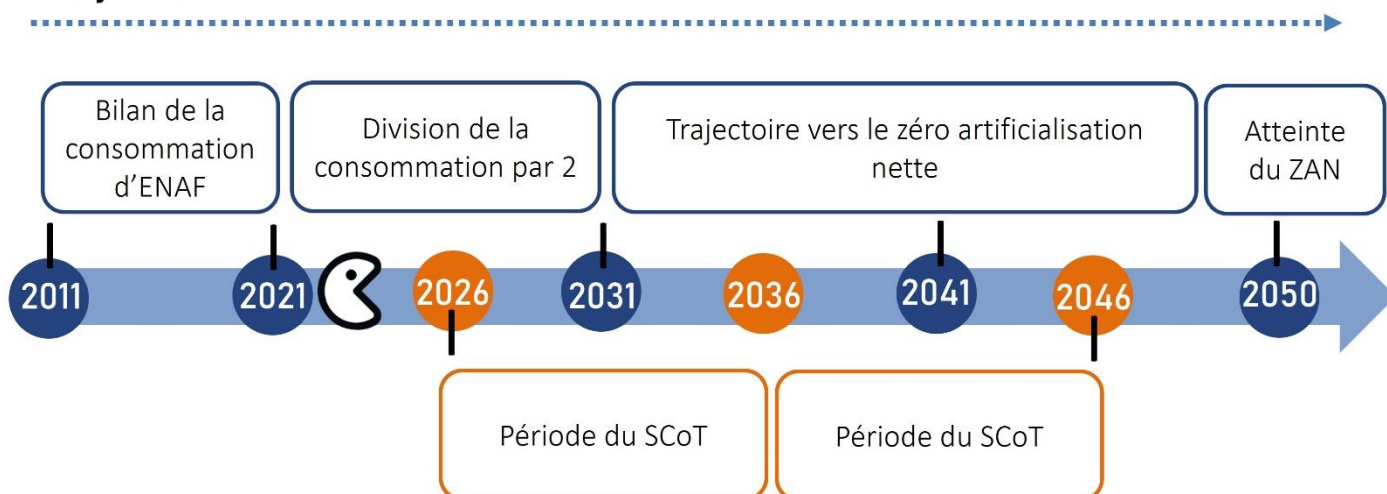 Bilan de la
consommation
d’ENAF
Division de la
consommation par 2
Trajectoire vers le zéro artificialisation
nette
Atteinte
du ZAN
2011
2021
2026
2031
2036
2041
2046
2050
Période du SCoT
Période du SCoT